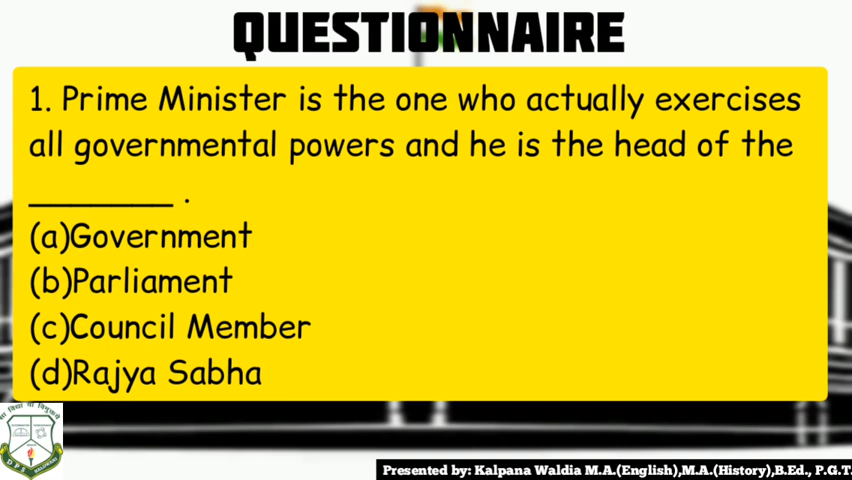 QUESTIONNAIRE
1. Prime Minister is the one who actually exercises
all governmental powers and he is the head of the
________ .
(a)Government
(b)Parliament
(c)Council Member
(d)Rajya Sabha
D P S
Presented by: Kalpana Waldia M.A.(English),M.A.(History),B.Ed., P.G.T.